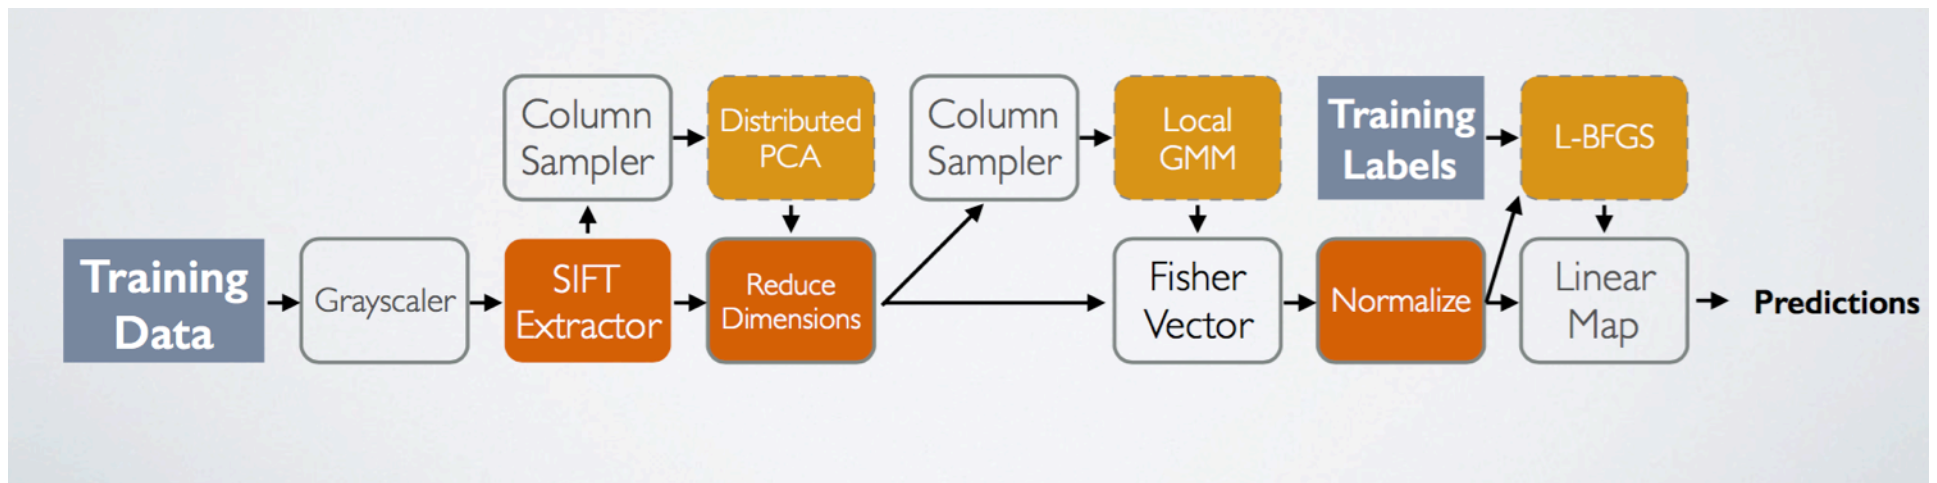 Column
Sampler
Distributed
PCA
Column
Sampler
Local
GMM
Training
Labels
L-BFGS
Training
Data
Grayscaler
SIFT
Extractor
Reduce
Dimensions
Fisher
Vector
Normalize
Linear
Map
Predictions